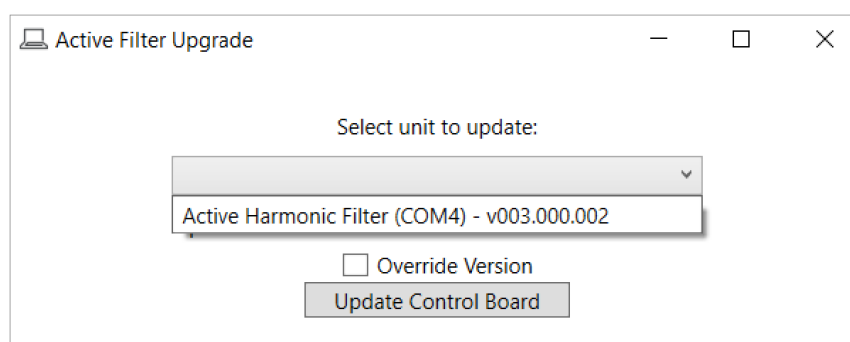 Active Filter Upgrade
Select unit to update:
Active Harmonic Filter (COM4) - v003.000.002
Override Version
Update Control Board